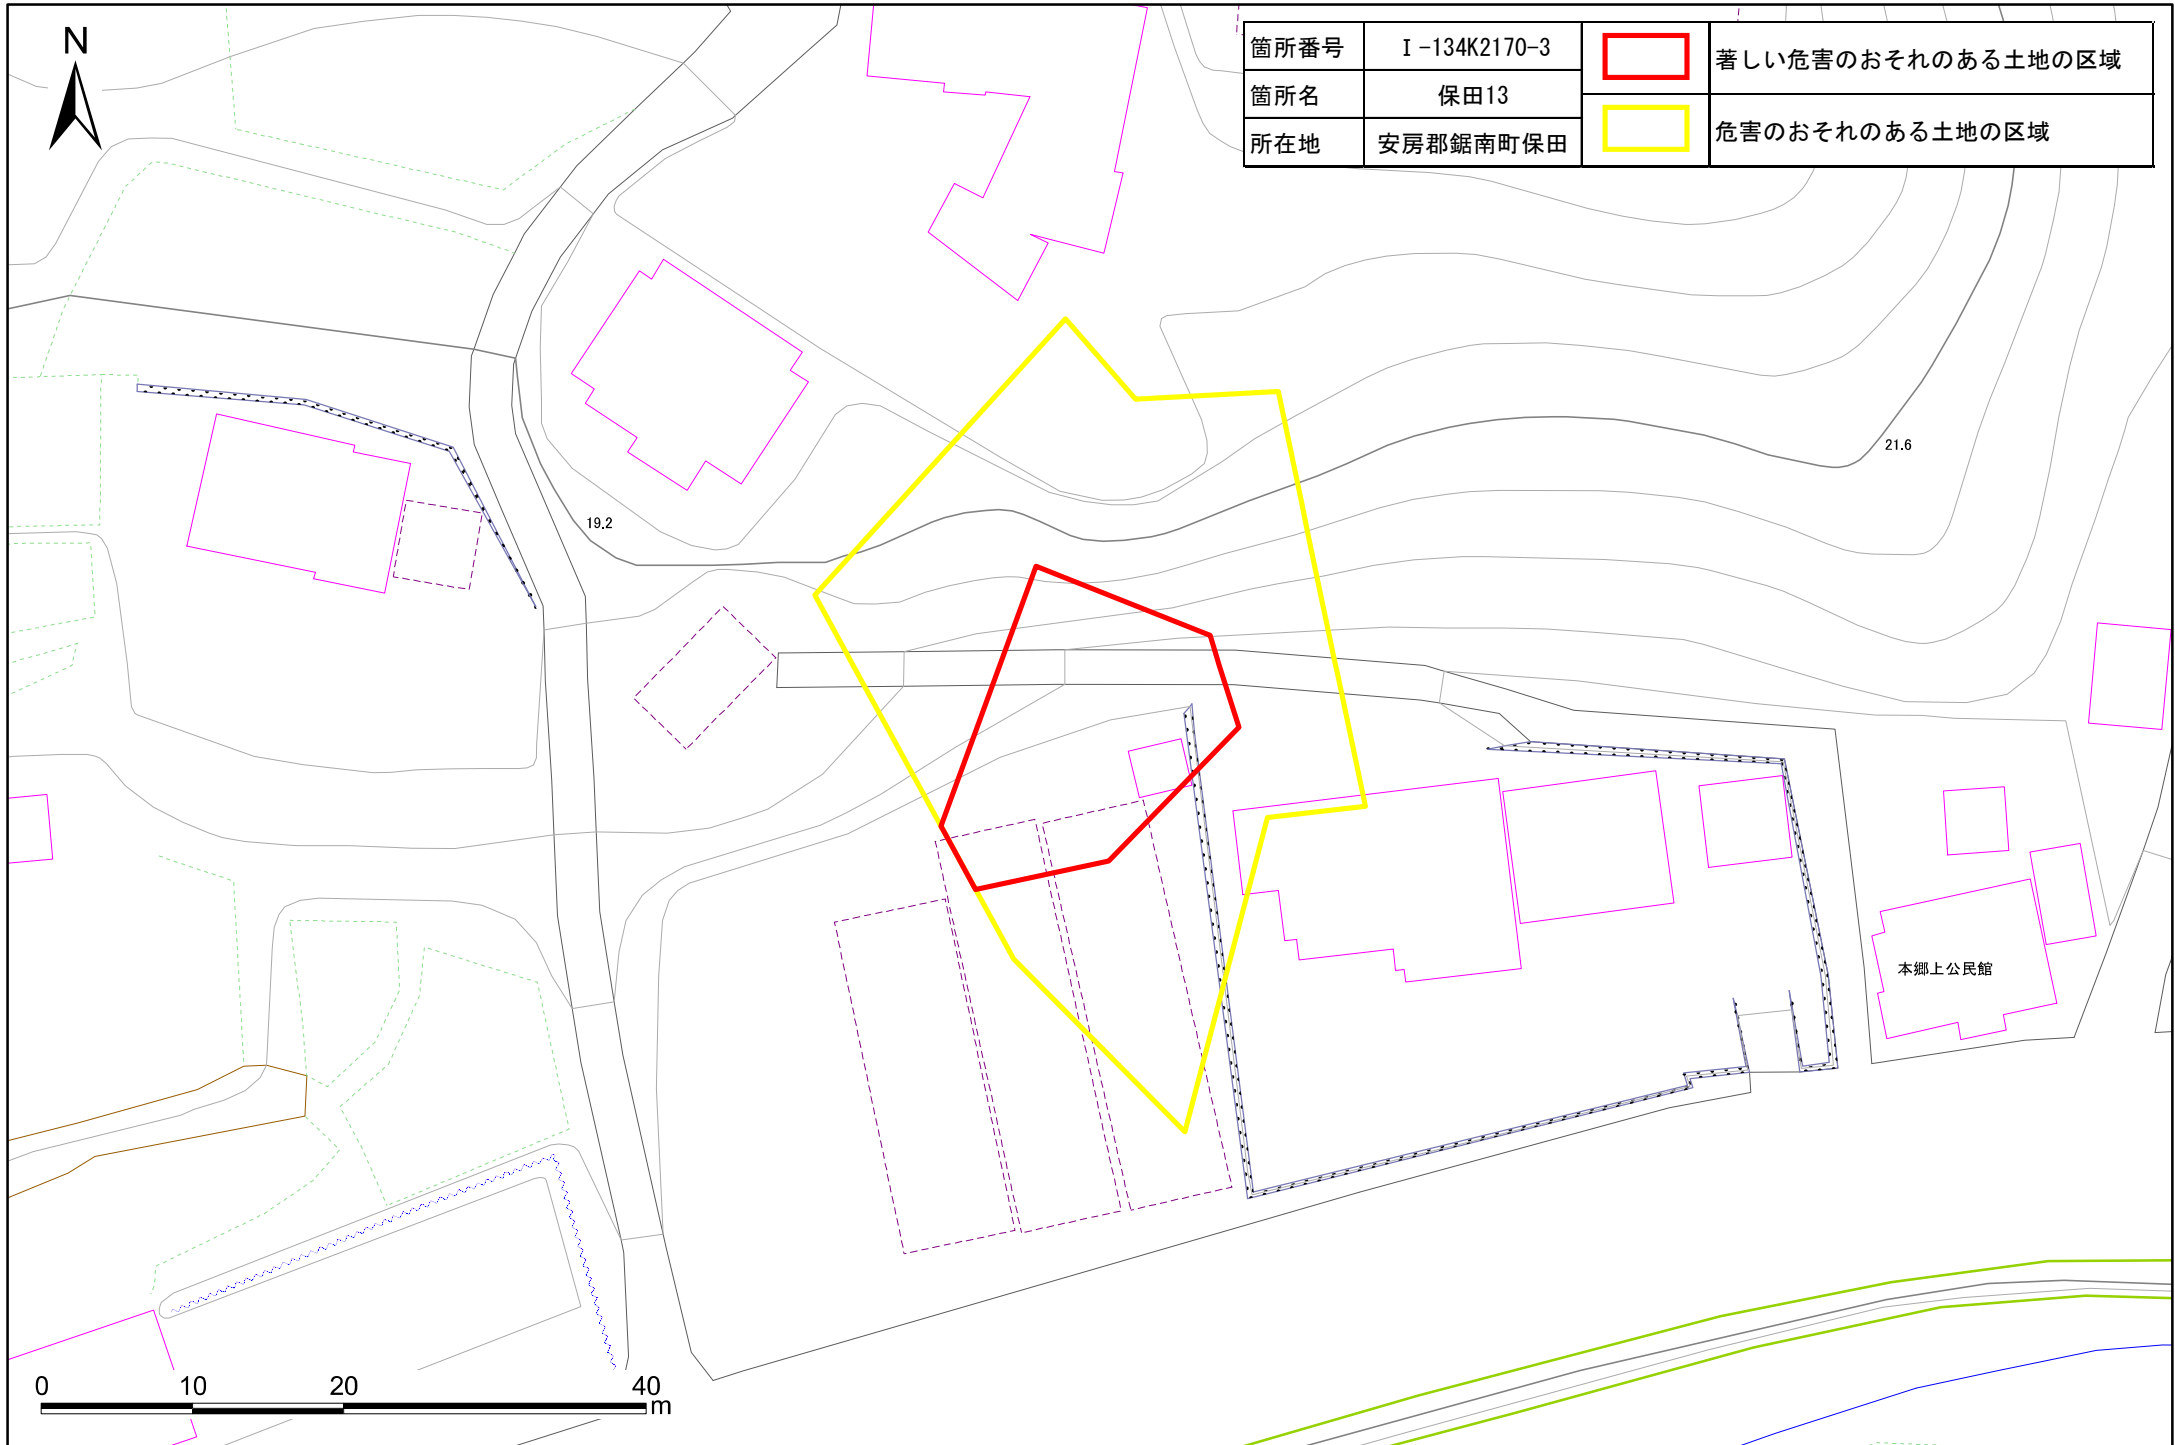 N
箇所番号 Ⅰ-134K2170-3 著しい危害のおそれのある土地の区域
箇所名 保田13
危害のおそれのある土地の区域
所在地 安房郡鋸南町保田
21.6
19.2
本郷上公民館
0 10 20 40
m